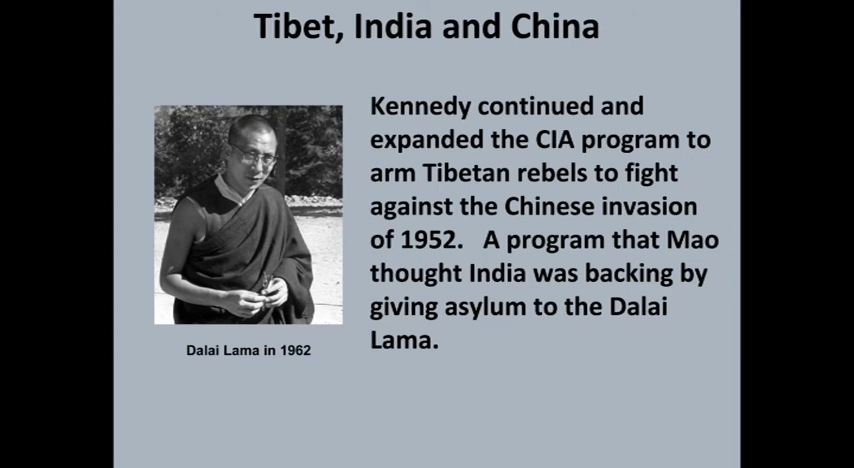 Tibet, India and China
Kennedy continued and
expanded the CIA program to
arm Tibetan rebels to fight
against the Chinese invasion
of 1952. A program that Mao
thought India was backing by
giving asylum to the Dalai
Lama.
Dalai Lama in 1962